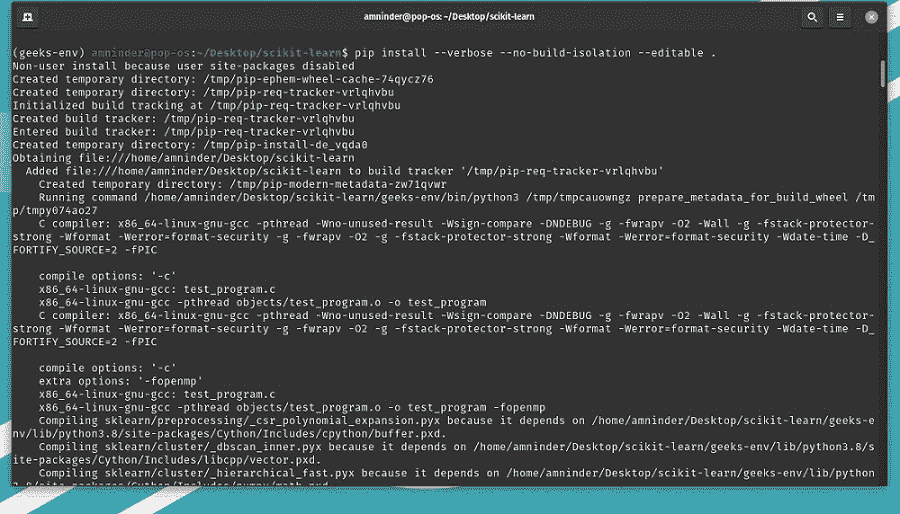 amninder@pop-os: ~/Desktop/scikit-learn
(geeks-env) amninder@pop-os:~/Desktop/scikit-learn$ pip install --verbose --no-build-isolation --editable .
Non-user install because user site-packages disabled
Created temporary directory: /tmp/pip-ephem-wheel-cache-74qycz76
Created temporary directory: /tmp/pip-req-tracker-vrlqhvbu
Initialized build tracking at /tmp/pip-req-tracker-vrlqhvbu
Created build tracker: /tmp/pip-req-tracker-vrlqhvbu
Entered build tracker: /tmp/pip-req-tracker-vrlqhvbu
Created temporary directory: /tmp/pip-install-de_vqda0
Obtaining file:///home/amninder/Desktop/scikit-learn
  Added file:///home/amninder/Desktop/scikit-learn to build tracker '/tmp/pip-req-tracker-vrlqhvbu'
    Created temporary directory: /tmp/pip-modern-metadata-zw71qvwr
    Running command /home/amninder/Desktop/scikit-learn/geeks-env/bin/python3 /tmp/tmpcauowngz prepare_metadata_for_build_wheel /tm
p/tmpy074ao27
    C compiler: x86_64-linux-gnu-gcc -pthread -Wno-unused-result -Wsign-compare -DNDEBUG -g -fwrapv -O2 -Wall -g -fstack-protector-
strong -Wformat -Werror=format-security -g -fwrapv -O2 -g -fstack-protector-strong -Wformat -Werror=format-security -Wdate-time -D_
FORTIFY_SOURCE=2 -fPIC
    compile options: '-c'
    x86_64-linux-gnu-gcc: test_program.c
    x86_64-linux-gnu-gcc -pthread objects/test_program.o -o test_program
    C compiler: x86_64-linux-gnu-gcc -pthread -Wno-unused-result -Wsign-compare -DNDEBUG -g -fwrapv -O2 -Wall -g -fstack-protector-
strong -Wformat -Werror=format-security -g -fwrapv -O2 -g -fstack-protector-strong -Wformat -Werror=format-security -Wdate-time -D_
FORTIFY_SOURCE=2 -fPIC
    compile options: '-c'
    extra options: '-fopenmp'
    x86_64-linux-gnu-gcc: test_program.c
    x86_64-linux-gnu-gcc -pthread objects/test_program.o -o test_program -fopenmp
    Compiling sklearn/preprocessing/_csr_polynomial_expansion.pyx because it depends on /home/amninder/Desktop/scikit-learn/geeks-e
nv/lib/python3.8/site-packages/Cython/Includes/cpython/buffer.pxd.
    Compiling sklearn/cluster/_dbscan_inner.pyx because it depends on /home/amninder/Desktop/scikit-learn/geeks-env/lib/python3.8/s
ite-packages/Cython/Includes/libcpp/vector.pxd.
    Compiling sklearn/cluster/_hierarchical_fast.pyx because it depends on /home/amninder/Desktop/scikit-learn/geeks-env/lib/python
3.8/site-packages/Cython/Includes/numpy/math.pxd.